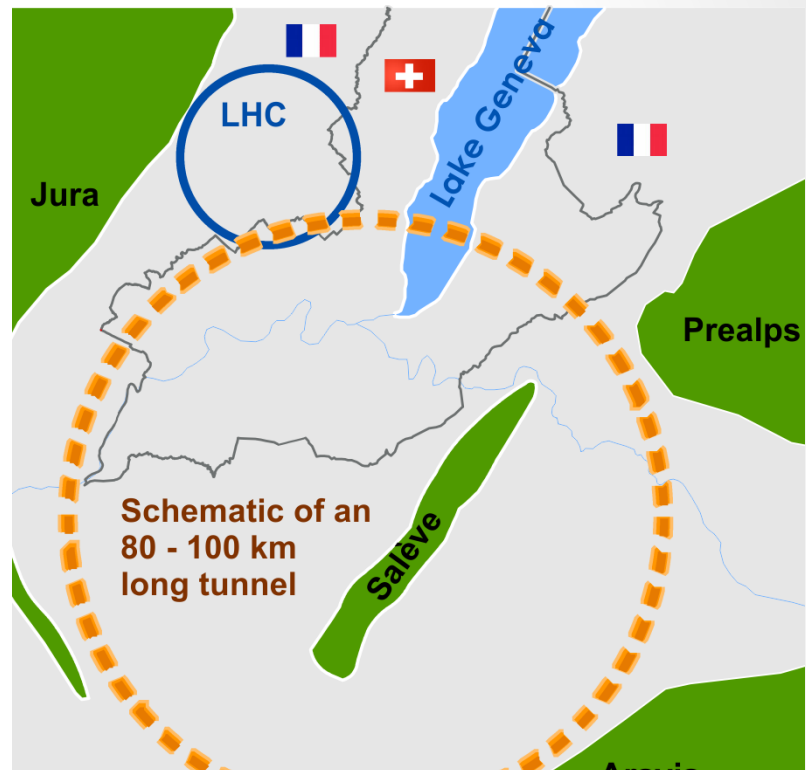 LHC
Lake Geneva
Jura
Prealps
Schematic of an
80 - 100 km
long tunnel
Salève